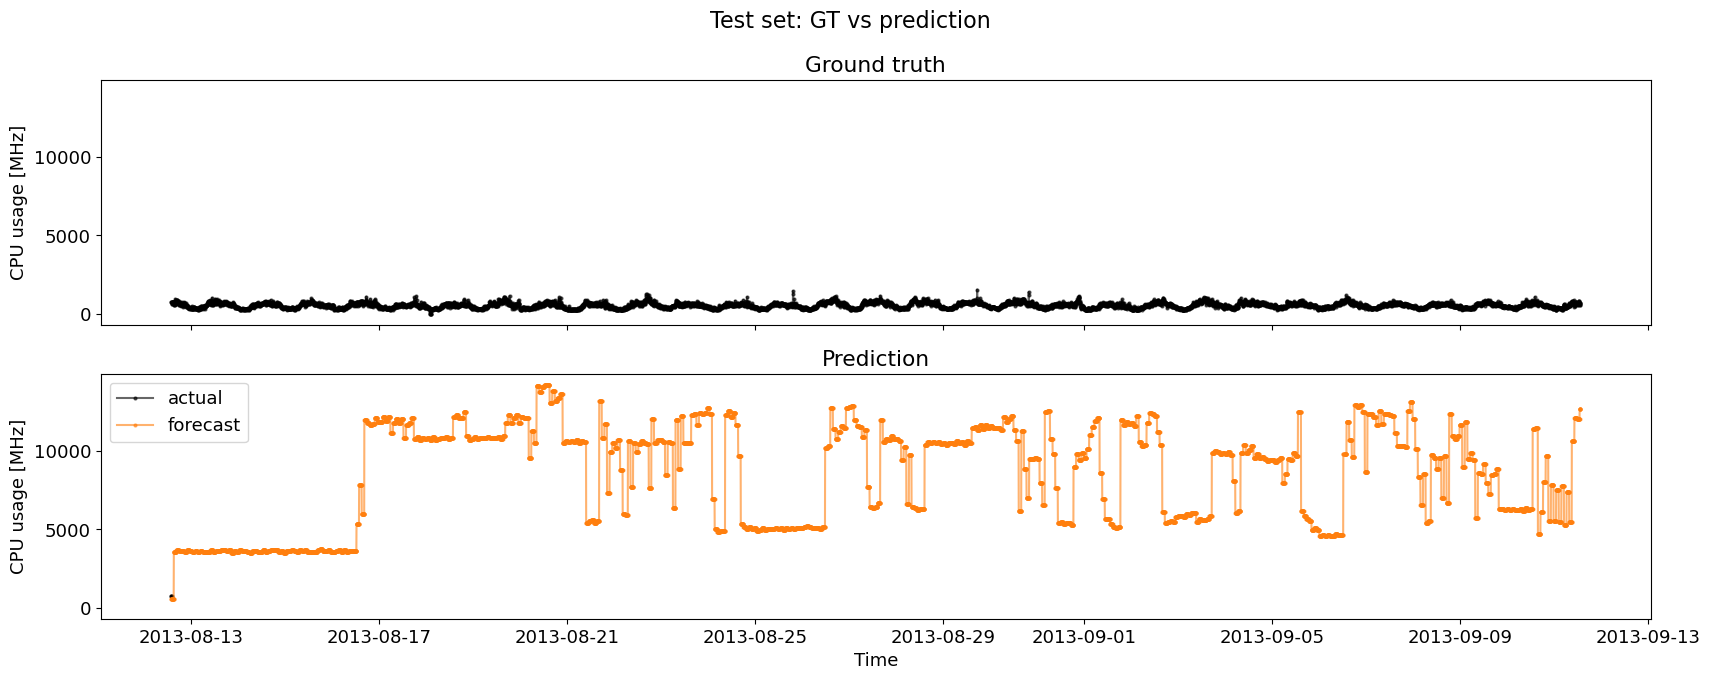 Test set: GT vs prediction
Ground truth
CPU usage [MHz]
10000
5000
0
Prediction
CPU usage [MHz]
10000
5000
0
actual
forecast
2013-08-13 2013-08-17 2013-08-21 2013-08-25 2013-08-29 2013-09-01 2013-09-05 2013-09-09 2013-09-13
Time